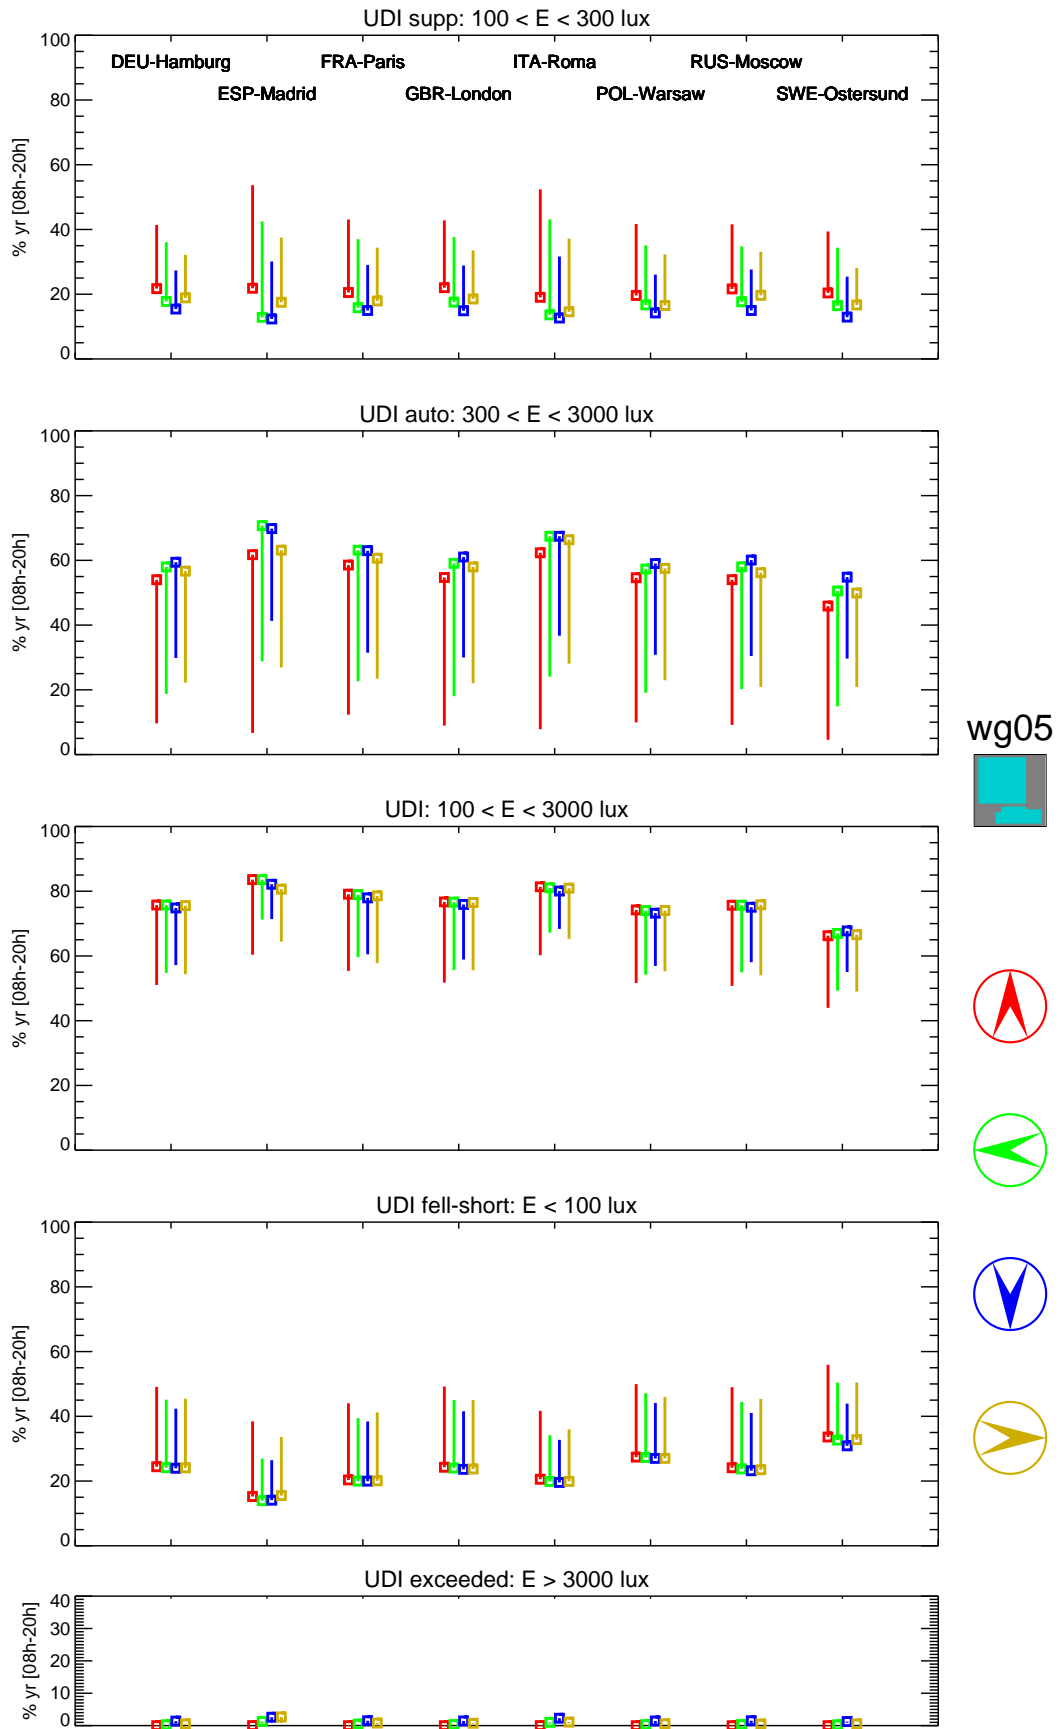 UDI supp: 100 < E < 300 lux
100
80
60
40
20
0
% yr [08h-20h]
DEU-Hamburg
FRA-Paris
ITA-Roma
RUS-Moscow
ESP-Madrid
GBR-London
POL-Warsaw
SWE-Ostersund
UDI auto: 300 < E < 3000 lux
100
80
60
40
20
0
% yr [08h-20h]
wg05
UDI: 100 < E < 3000 lux
100
80
60
40
20
0
% yr [08h-20h]
UDI fell-short: E < 100 lux
100
80
60
40
20
0
% yr [08h-20h]
UDI exceeded: E > 3000 lux
40
30
20
10
0
% yr [08h-20h]